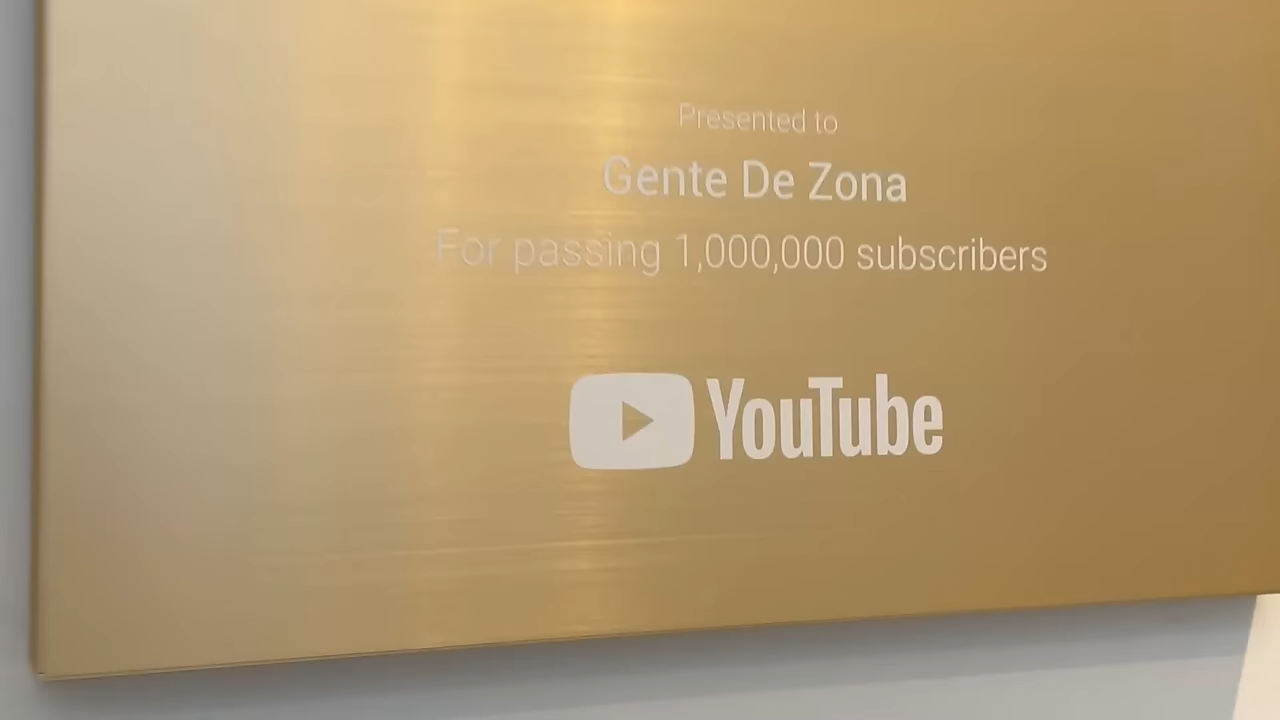 Presented to
Gente De Zona
For passing 1,000,000 subscribers
YouTube